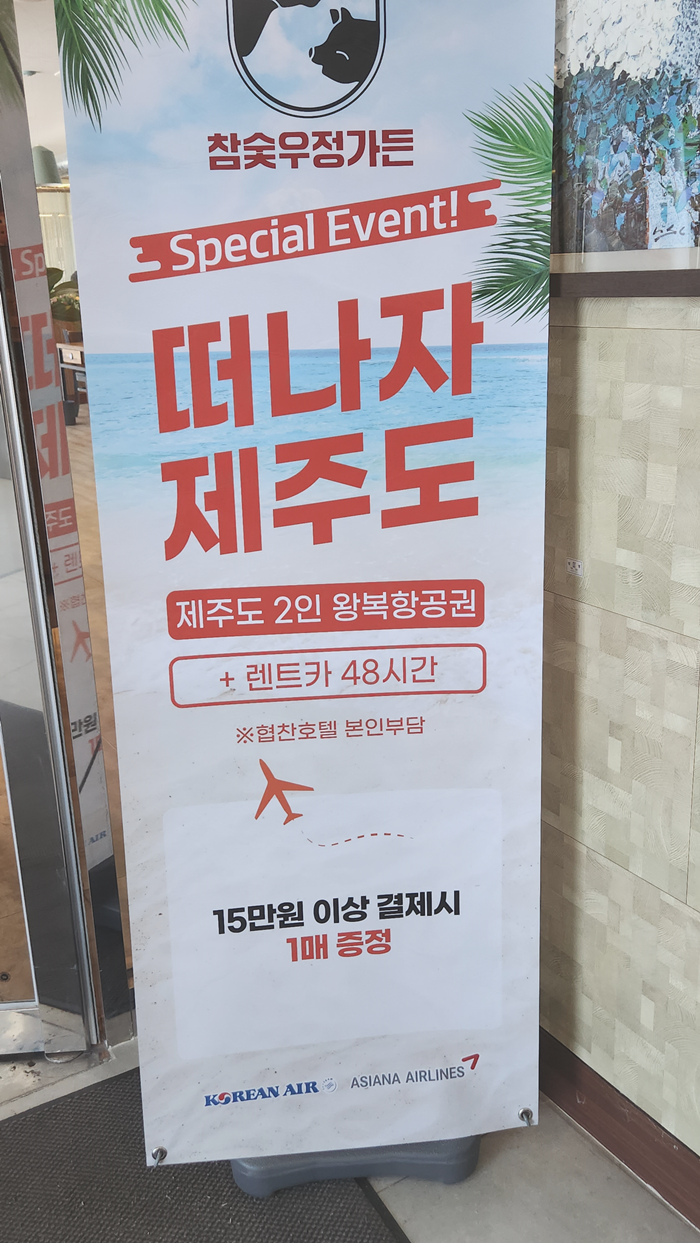 참숯우정가든
Special Event!
떠나자
제주도
제주도 2인 왕복항공권
+ 렌트카 48시간
※협찬호텔 본인부담
15만원 이상 결제시
1매 증정
KOREAN AIR
ASIANA AIRLINES